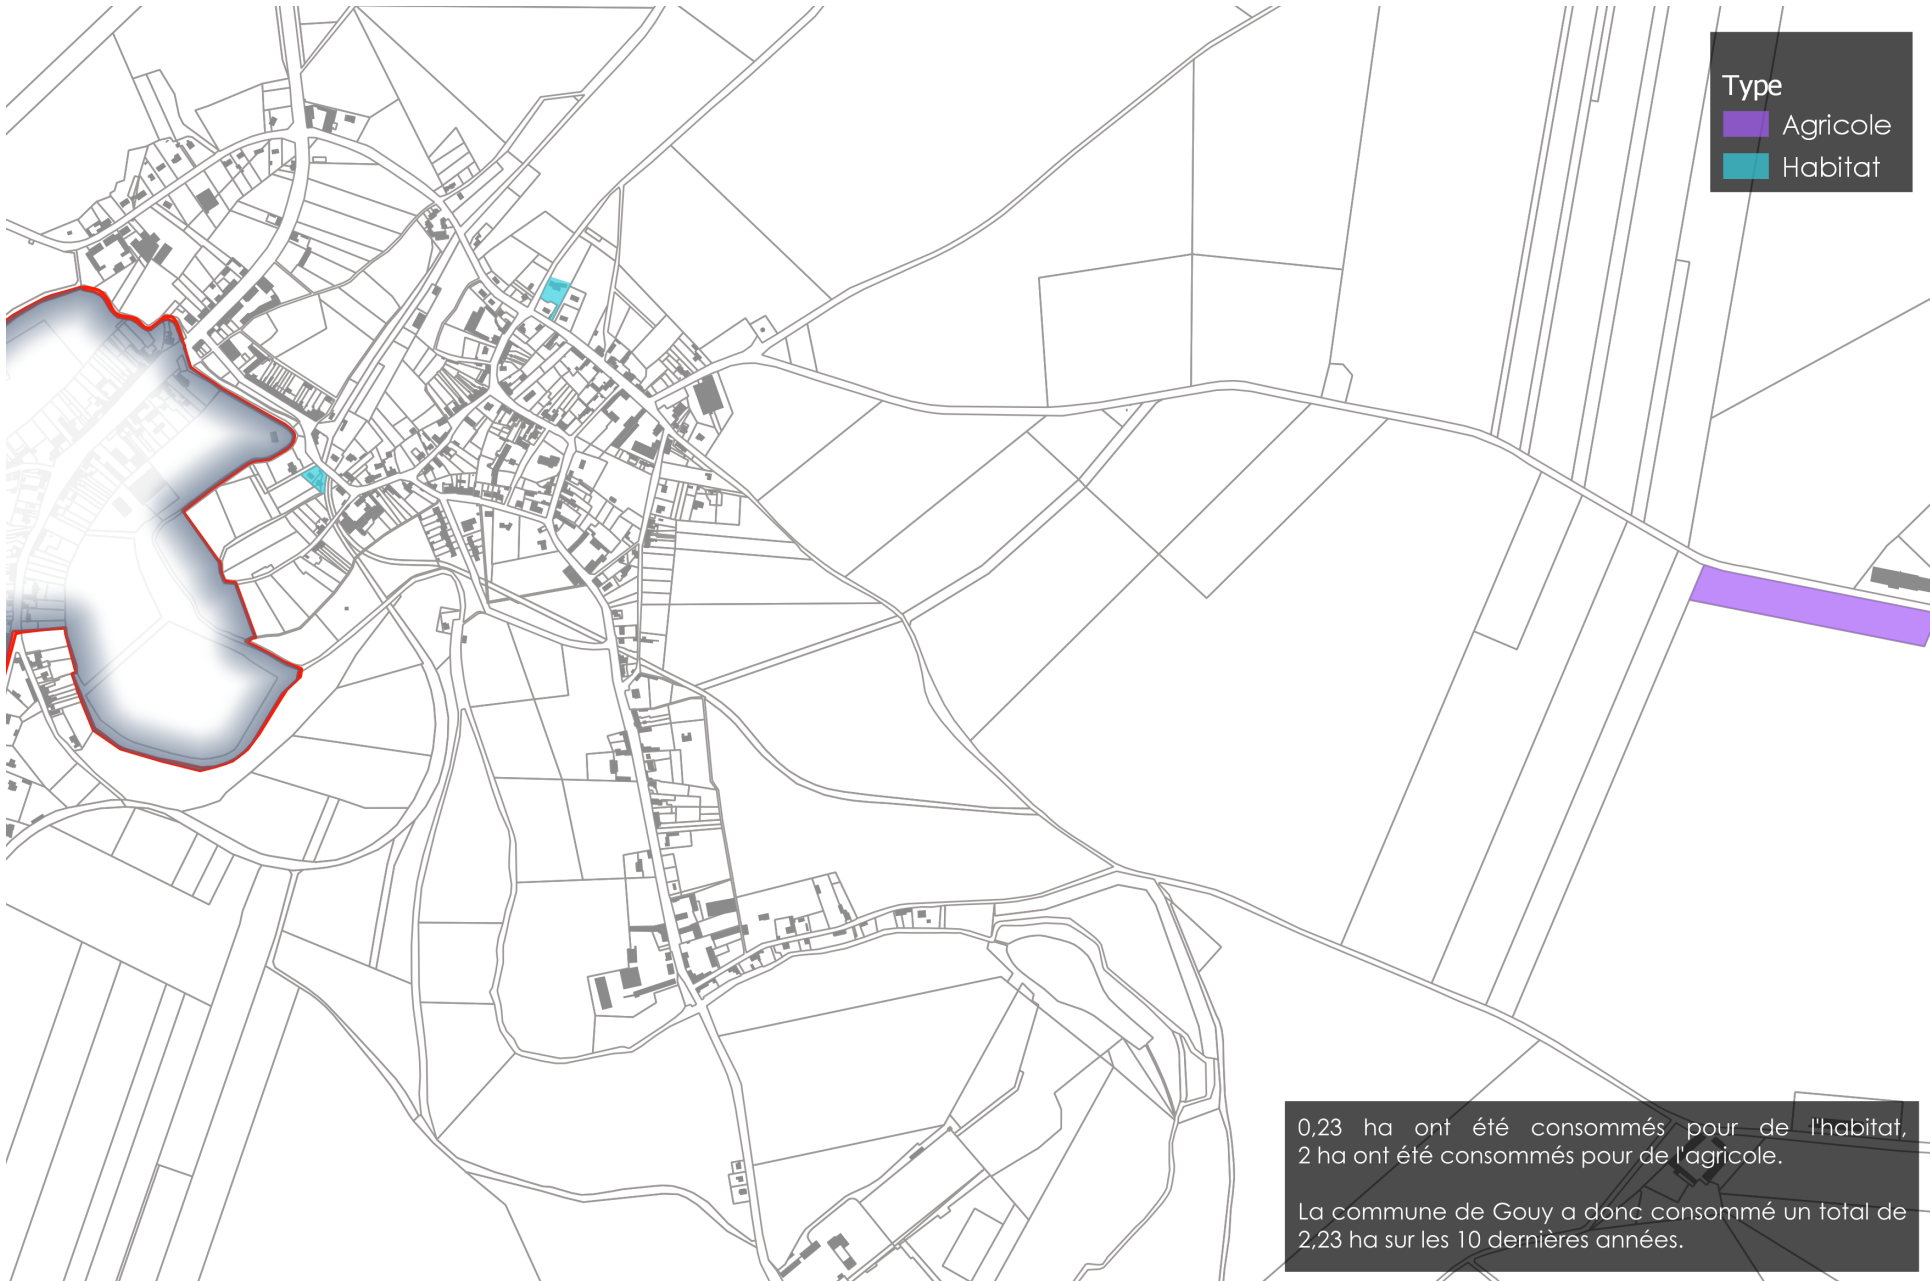 Type
Agricole
Habitat
0,23 ha ont été consommés pour de l'habitat,
2 ha ont été consommés pour de l'agricole.
La commune de Gouy a donc consommé un total de
2,23 ha sur les 10 dernières années.